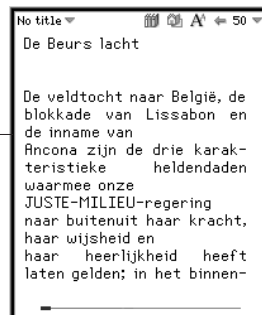 No title
A ⇐ 50
De Beurs lacht
De veldtocht naar België, de
blokkade van Lissabon en
de inname van
Ancona zijn de drie karak-
teristieke heldendaden
waarmee onze
JUSTE-MILIEU-regering
naar buitenuit haar kracht,
haar wijsheid en
haar heerlijkheid heeft
laten gelden; in het binnen-